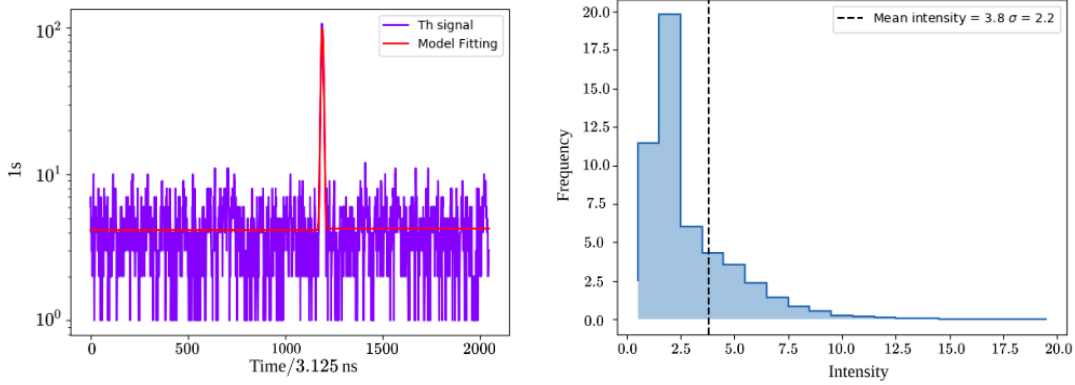 Th signal
Model Fitting
10²
10¹
10⁰
1s
0 500 1000 1500 2000
Time/3.125 ns
Mean intensity = 3.8 σ = 2.2
20.0
17.5
15.0
12.5
10.0
7.5
5.0
2.5
0.0
Frequency
0.0 2.5 5.0 7.5 10.0 12.5 15.0 17.5 20.0
Intensity